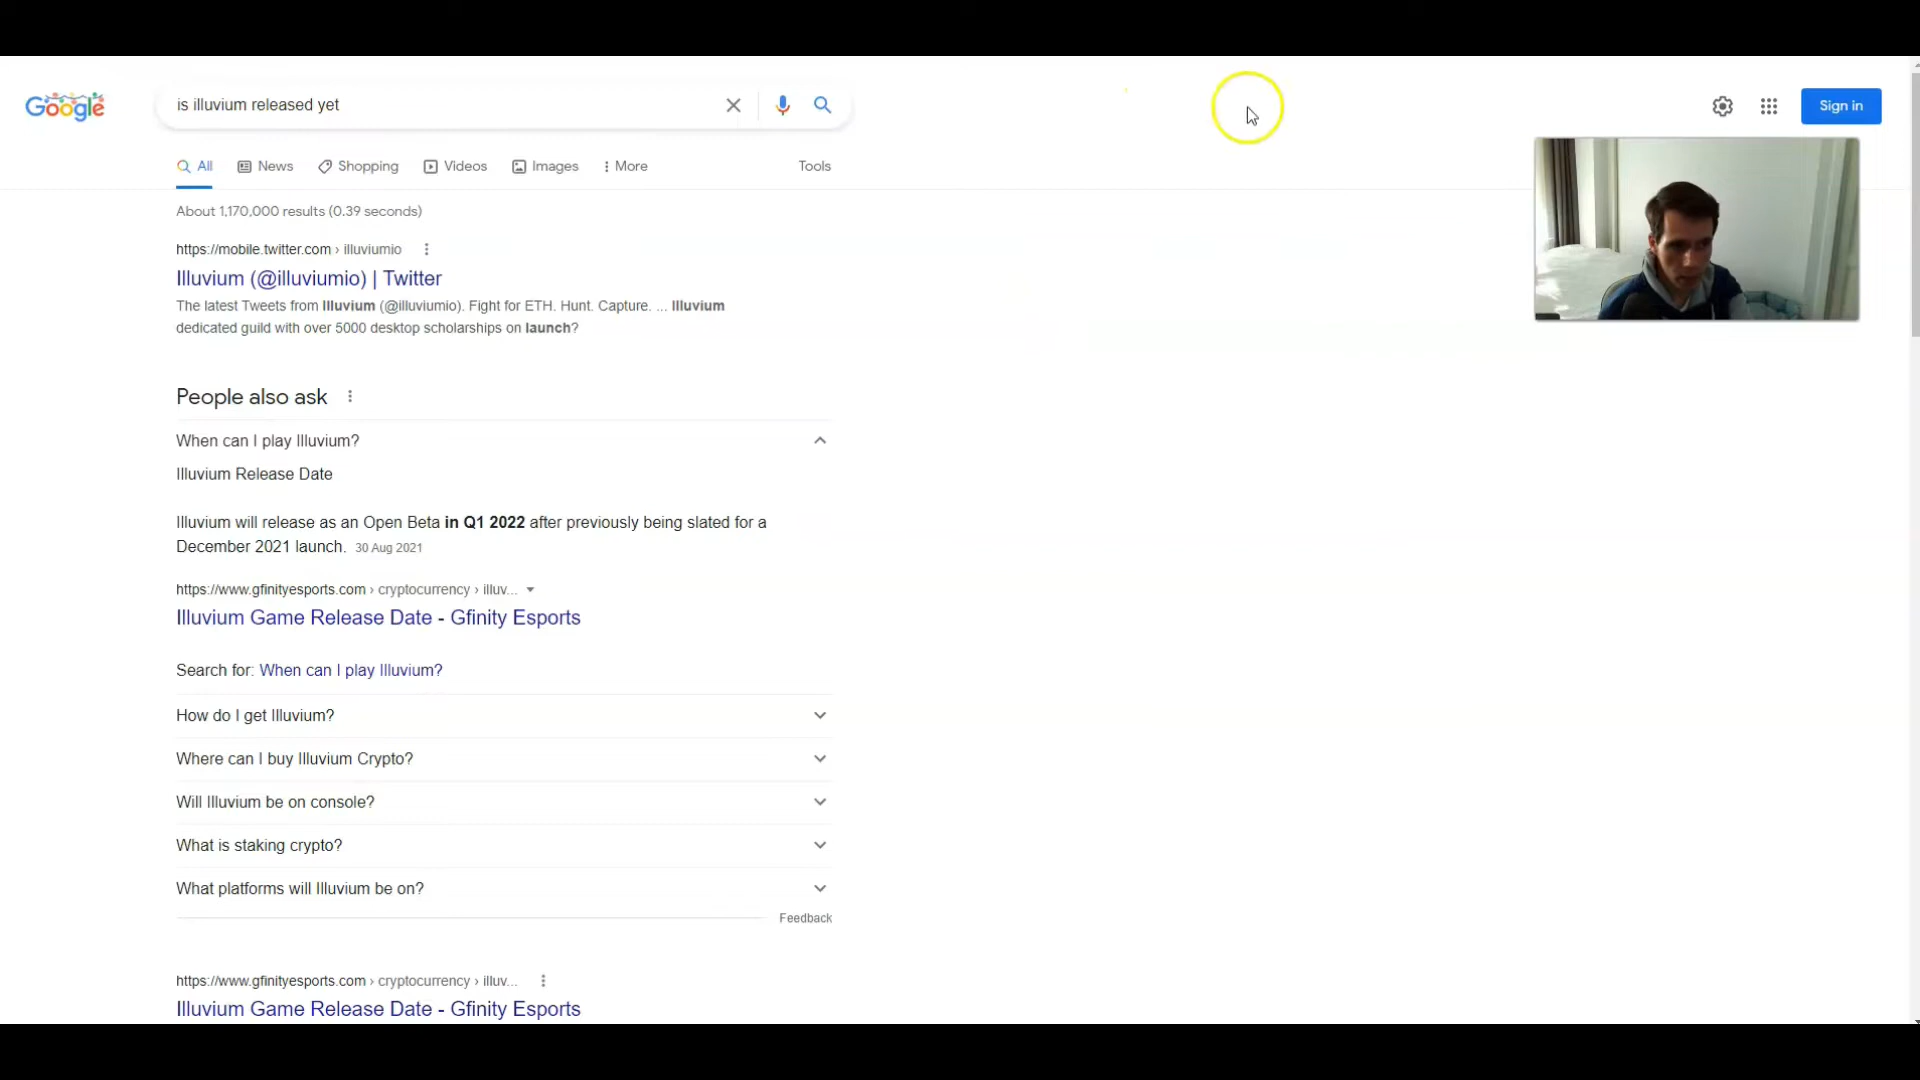 Google
is illuvium released yet
Sign in
All
News
Shopping
Videos
Images
More
Tools
About 1,170,000 results (0.39 seconds)
https://mobile.twitter.com › illuviumio
Illuvium (@illuviumio) | Twitter
The latest Tweets from Illuvium (@illuviumio). Fight for ETH. Hunt. Capture. ... Illuvium
dedicated guild with over 5000 desktop scholarships on launch?
People also ask
When can I play Illuvium?
Illuvium Release Date
Illuvium will release as an Open Beta in Q1 2022 after previously being slated for a
December 2021 launch. 30 Aug 2021
https://www.gfinityesports.com › cryptocurrency › illuv...
Illuvium Game Release Date - Gfinity Esports
Search for: When can I play Illuvium?
How do I get Illuvium?
Where can I buy Illuvium Crypto?
Will Illuvium be on console?
What is staking crypto?
What platforms will Illuvium be on?
Feedback
https://www.gfinityesports.com › cryptocurrency › illuv...
Illuvium Game Release Date - Gfinity Esports